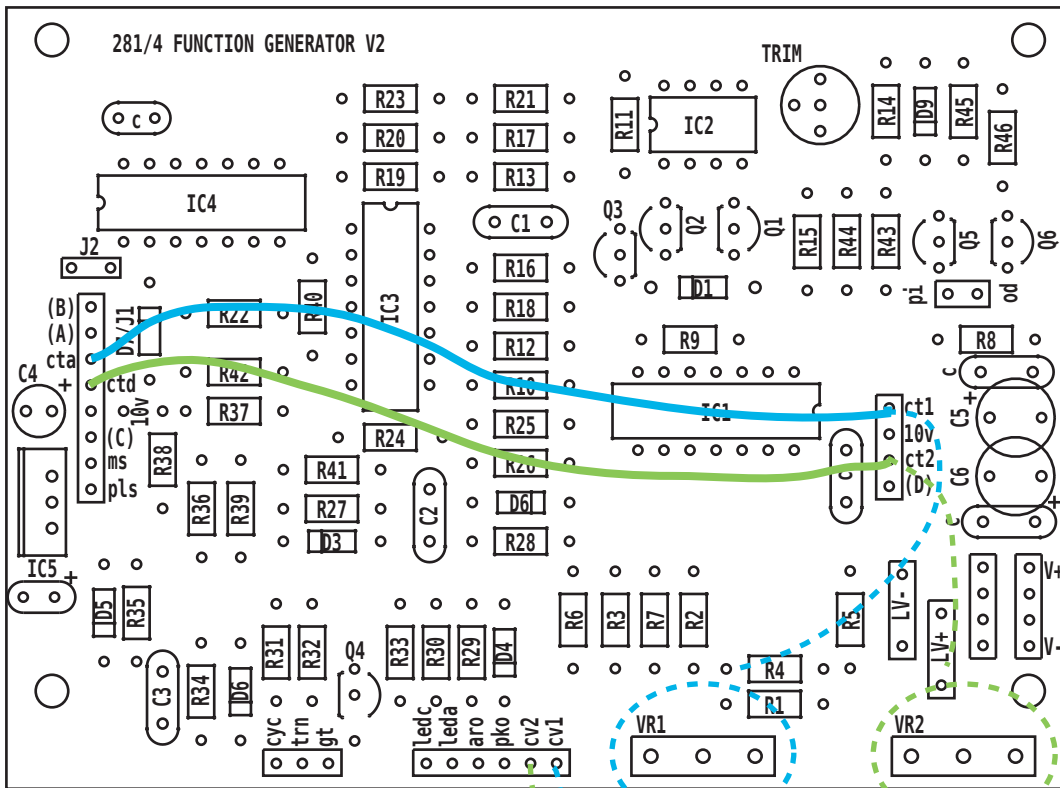 281/4 FUNCTION GENERATOR V2
TRIM
R23
R21
R14
D9
R45
C
R11
IC2
R46
R20
R17
R19
R13
IC4
C1
Q3
Q2
Q1
R15
R44
R43
Q5
Q6
J2
R16
D1
pi
od
(B)
D7/J1
R22
R40
IC3
R18
(A)
R9
R8
cta
R12
C4
+
ctd
R42
R10
C
+
10v
R37
IC1
ct1
C5
R25
10v
(C)
R38
R24
ct2
ms
R41
R26
C
(D)
C6
pls
R36
R39
R27
C2
D6
+
D3
R28
C
IC5
+
LV-
V+
D5
R35
R6
R3
R7
R2
R5
LV+
V-
R31
R32
Q4
R33
R30
R29
D4
R4
C3
R34
D6
R1
cyc
trn
gt
ledc
leda
aro
pko
cv2
cv1
VR1
VR2